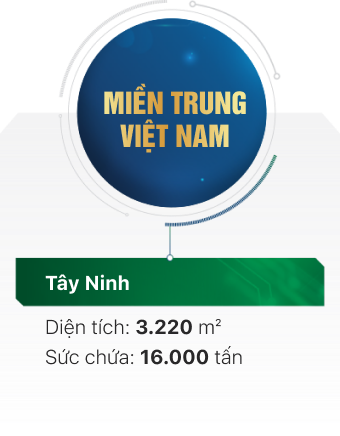 MIỀN TRUNG
VIỆT NAM
Tây Ninh
Diện tích: 3.220 m²
Sức chứa: 16.000 tấn